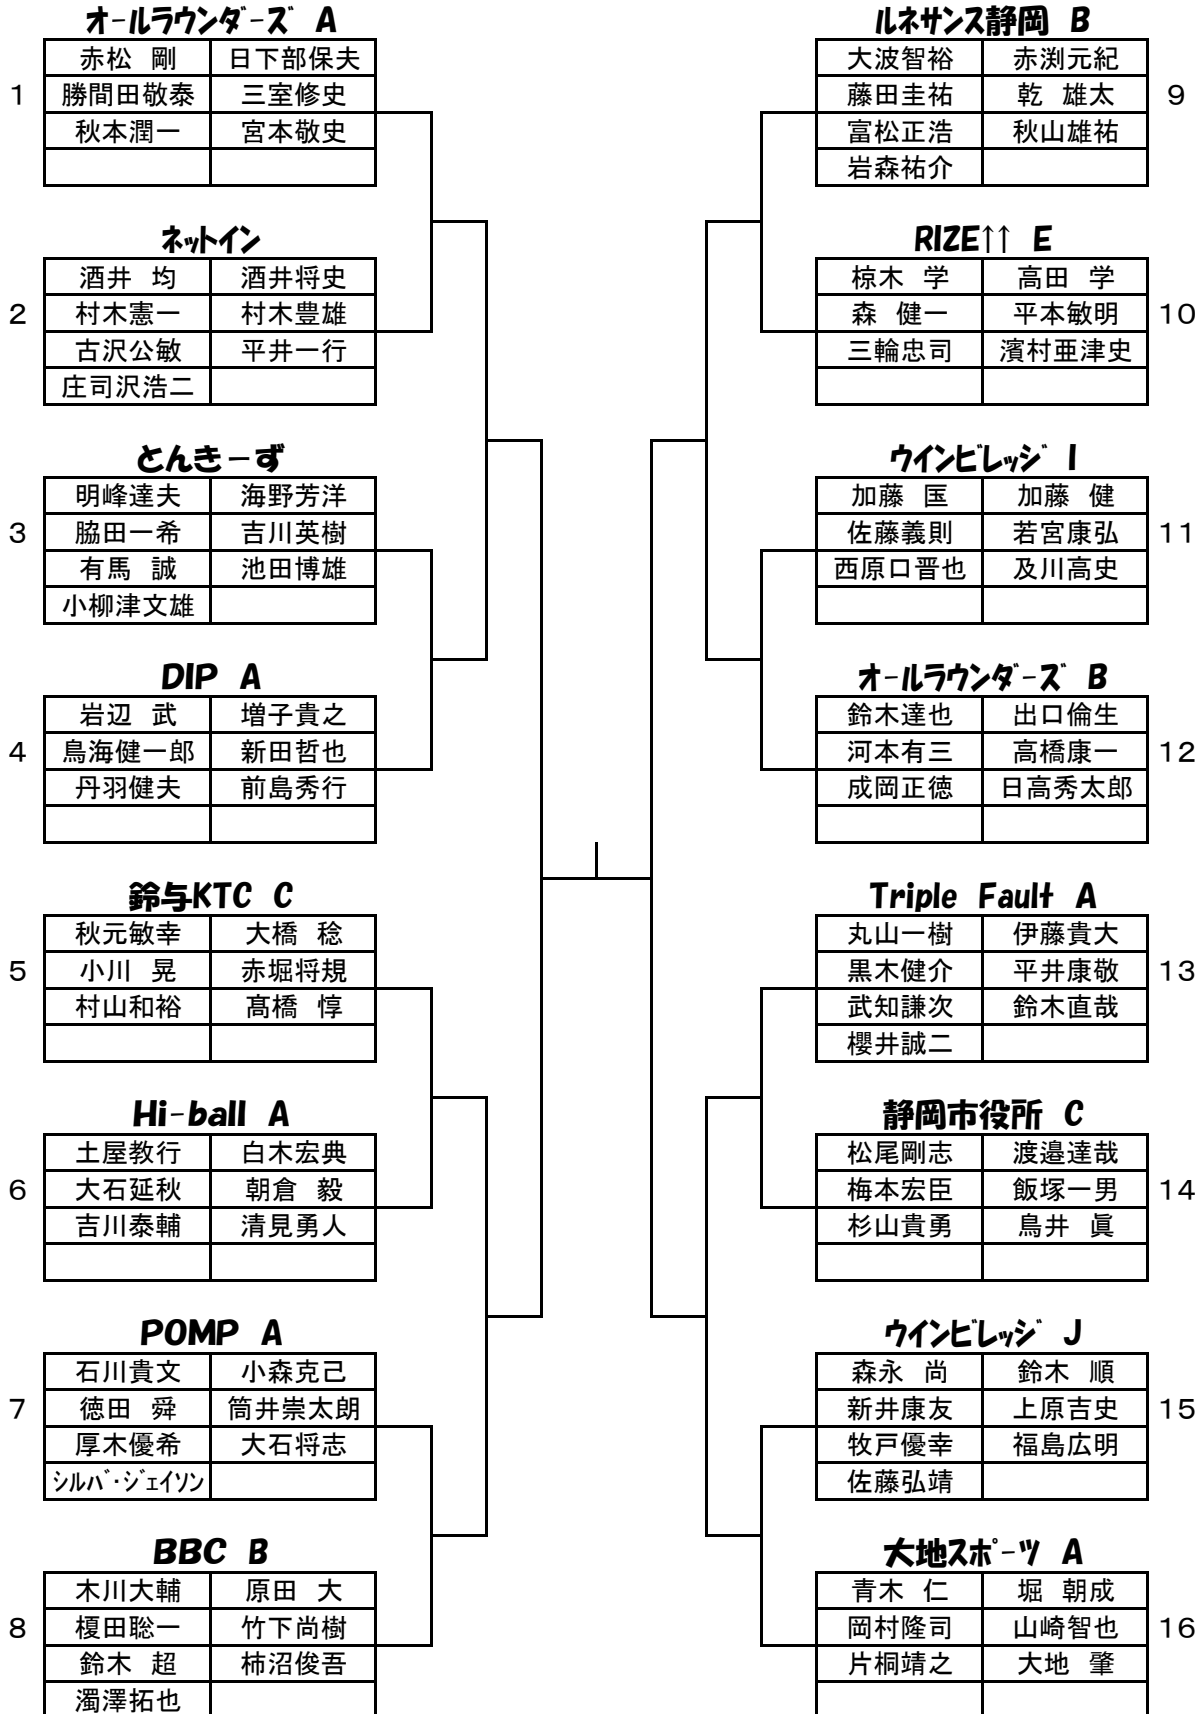 オールラウンダーズ A
赤松 剛 日下部保夫
1 勝間田敬泰 三室修史
秋本潤一 宮本敬史
ネットイン
酒井 均 酒井将史
2 村木憲一 村木豊雄
古沢公敏 平井一行
庄司沢浩二
とんきーず
明峰達夫 海野芳洋
3 脇田一希 吉川英樹
有馬 誠 池田博雄
小柳津文雄
DIP A
岩辺 武 増子貴之
4 鳥海健一郎 新田哲也
丹羽健夫 前島秀行
鈴与KTC C
秋元敏幸 大橋 稔
5 小川 晃 赤堀将規
村山和裕 髙橋 惇
Hi-ball A
土屋教行 白木宏典
6 大石延秋 朝倉 毅
吉川泰輔 清見勇人
POMP A
石川貴文 小森克己
7 徳田 舜 筒井崇太朗
厚木優希 大石将志
シルバ・ジェイソン
BBC B
木川大輔 原田 大
8 榎田聡一 竹下尚樹
鈴木 超 柿沼俊吾
濁澤拓也
ルネサンス静岡 B
大波智裕 赤渕元紀
藤田圭祐 乾 雄太 9
富松正浩 秋山雄祐
岩森祐介
RIZE↑↑ E
椋木 学 高田 学
森 健一 平本敏明 10
三輪忠司 濱村亜津史
ウインビレッジ I
加藤 匡 加藤 健
佐藤義則 若宮康弘 11
西原口晋也 及川高史
オールラウンダーズ B
鈴木達也 出口倫生
河本有三 高橋康一 12
成岡正徳 日高秀太郎
Triple Fault A
丸山一樹 伊藤貴大
黒木健介 平井康敬 13
武知謙次 鈴木直哉
櫻井誠二
静岡市役所 C
松尾剛志 渡邉達哉
梅本宏臣 飯塚一男 14
杉山貴勇 鳥井 眞
ウインビレッジ J
森永 尚 鈴木 順
新井康友 上原吉史 15
牧戸優幸 福島広明
佐藤弘靖
大地スポーツ A
青木 仁 堀 朝成
岡村隆司 山崎智也 16
片桐靖之 大地 肇